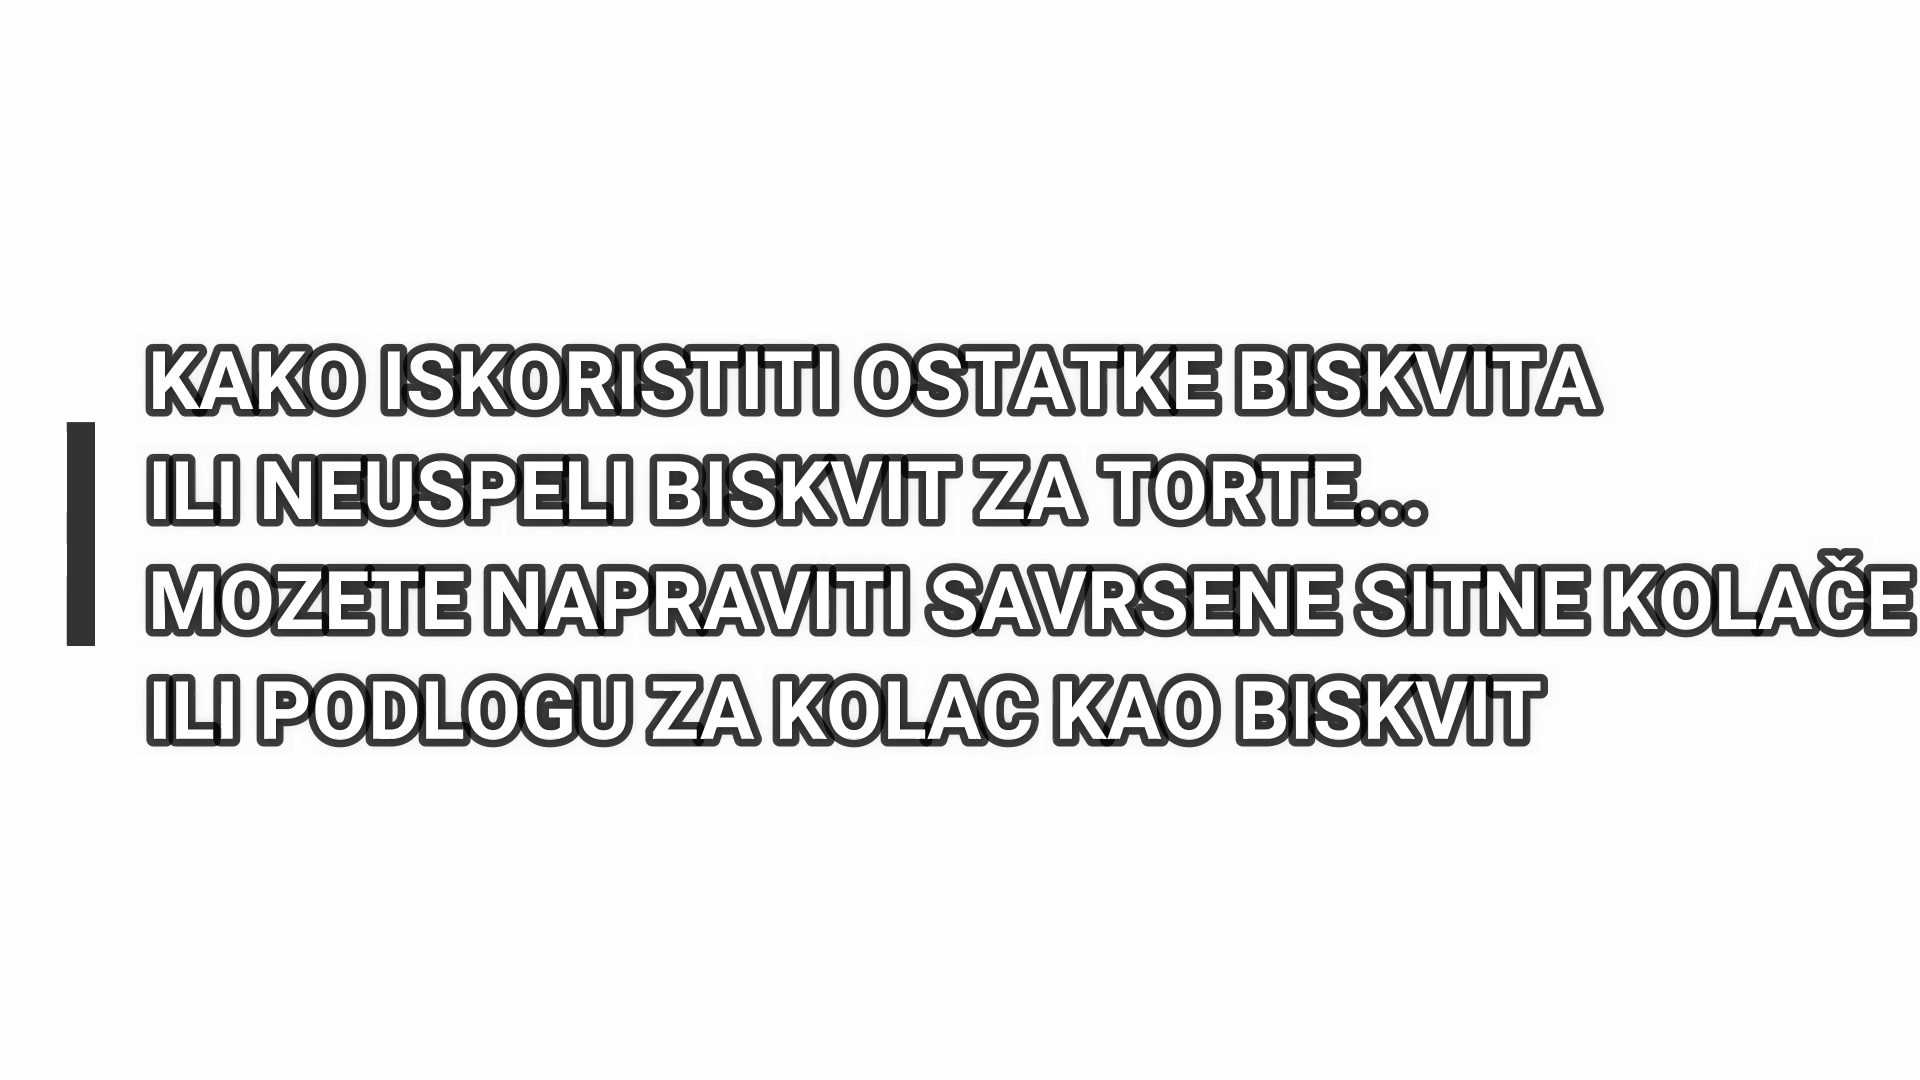 KAKO ISKORISTITI OSTATKE BISKVITA
ILI NEUSPELI BISKVIT ZA TORTE...
MOZETE NAPRAVITI SAVRSENE SITNE KOLAČE
ILI PODLOGU ZA KOLAC KAO BISKVIT